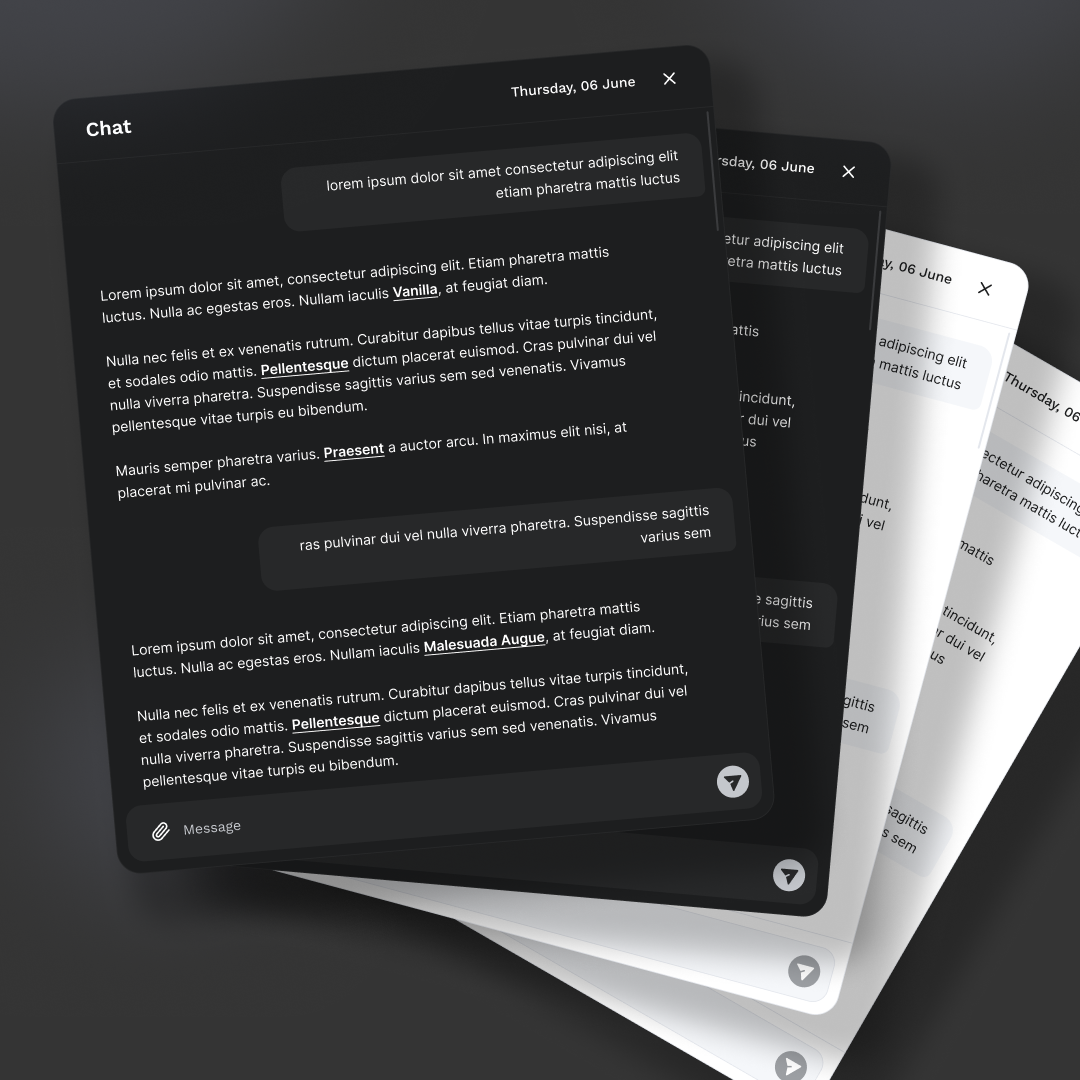 Chat
Thursday, 06 June
lorem ipsum dolor sit amet consectetur adipiscing elit
etiam pharetra mattis luctus
Lorem ipsum dolor sit amet, consectetur adipiscing elit. Etiam pharetra mattis
luctus. Nulla ac egestas eros. Nullam iaculis Vanilla, at feugiat diam.
Nulla nec felis et ex venenatis rutrum. Curabitur dapibus tellus vitae turpis tincidunt,
et sodales odio mattis. Pellentesque dictum placerat euismod. Cras pulvinar dui vel
nulla viverra pharetra. Suspendisse sagittis varius sem sed venenatis. Vivamus
pellentesque vitae turpis eu bibendum.
Mauris semper pharetra varius. Praesent a auctor arcu. In maximus elit nisi, at
placerat mi pulvinar ac.
ras pulvinar dui vel nulla viverra pharetra. Suspendisse sagittis
varius sem
Lorem ipsum dolor sit amet, consectetur adipiscing elit. Etiam pharetra mattis
luctus. Nulla ac egestas eros. Nullam iaculis Malesuada Augue, at feugiat diam.
Nulla nec felis et ex venenatis rutrum. Curabitur dapibus tellus vitae turpis tincidunt,
et sodales odio mattis. Pellentesque dictum placerat euismod. Cras pulvinar dui vel
nulla viverra pharetra. Suspendisse sagittis varius sem sed venenatis. Vivamus
pellentesque vitae turpis eu bibendum.
Message
rsday, 06 June
etur adipiscing elit
etra mattis luctus
attis
incidunt,
r dui vel
us
e sagittis
rius sem
ay, 06 June
adipiscing elit
mattis luctus
dunt,
i vel
gittis
sem
Thursday, 06
ectetur adipiscing
haretra mattis luct
mattis
tincidunt,
r dui vel
us
sagittis
s sem